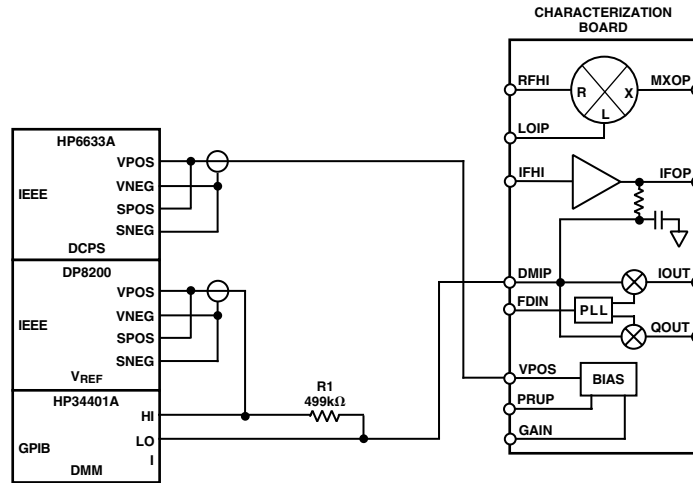 CHARACTERIZATION
BOARD
RFHI
R
X
L
MXOP
LOIP
HP6633A
VPOS
IEEE
VNEG
SPOS
SNEG
DCPS
IFHI
IFOP
DP8200
VPOS
IEEE
VNEG
SPOS
SNEG
VREF
DMIP
IOUT
FDIN
PLL
QOUT
HP34401A
HI
GPIB
LO
I
DMM
R1
499kΩ
VPOS
BIAS
PRUP
GAIN